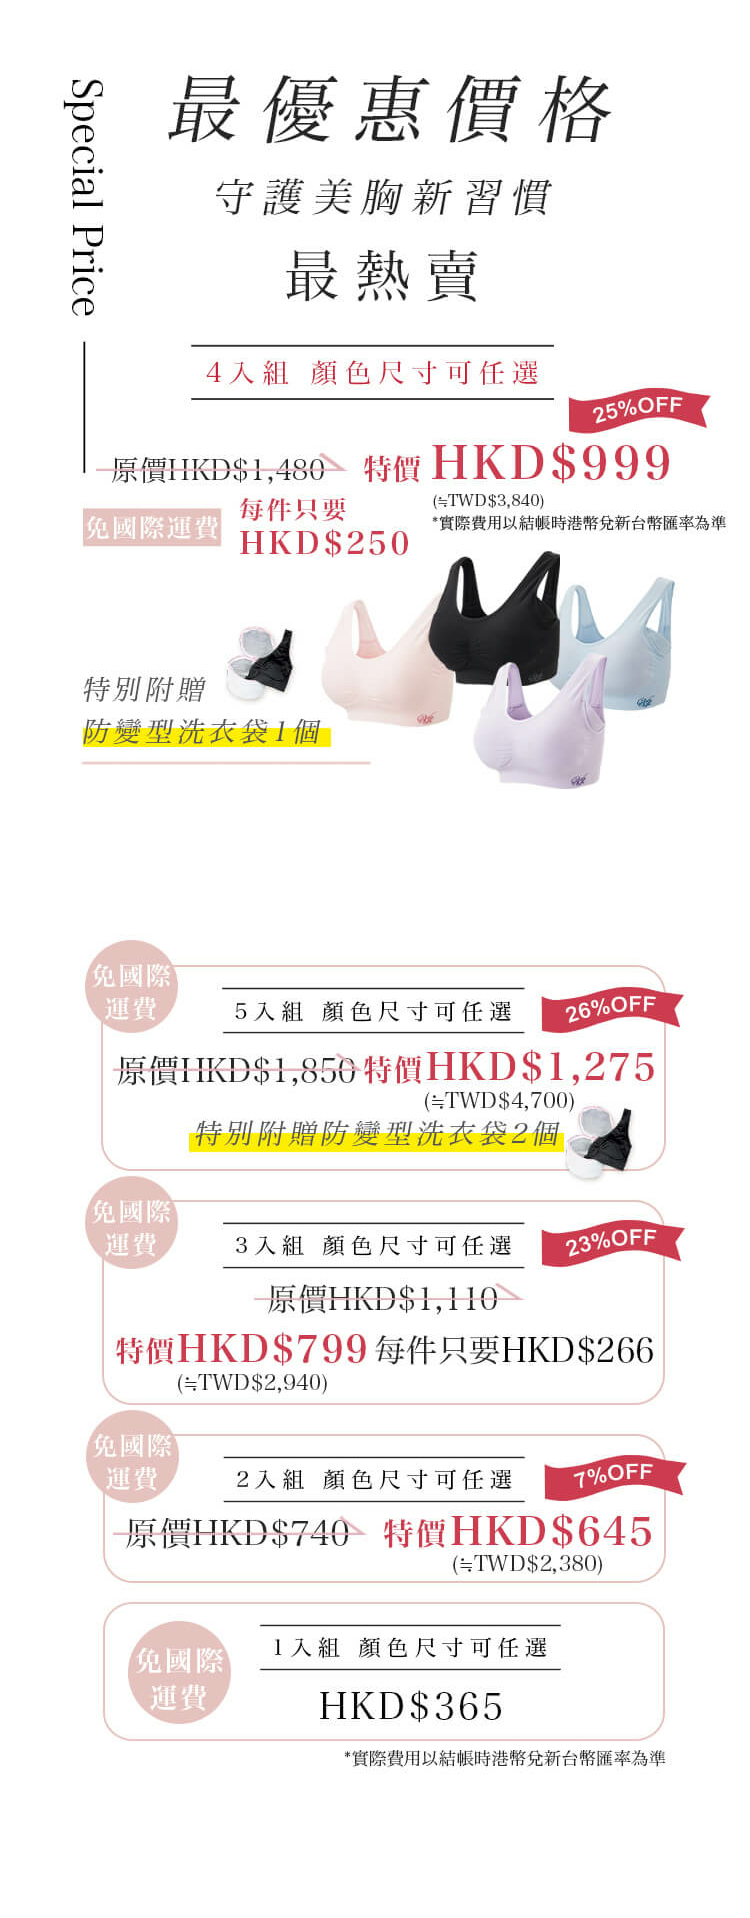 Special Price
最優惠價格
守護美胸新習慣
最熱賣
4入組 顏色尺寸可任選
25%OFF
原價HKD$1,480 特價 HKD$999
(≒TWD$3,840)
*實際費用以結帳時港幣兌新台幣匯率為準
免國際運費
每件只要
HKD$250
特別附贈
防變型洗衣袋1個
免國際
運費
5入組 顏色尺寸可任選
26%OFF
原價HKD$1,850 特價HKD$1,275
(≒TWD$4,700)
特別附贈防變型洗衣袋2個
免國際
運費
3入組 顏色尺寸可任選
23%OFF
原價HKD$1,110
特價HKD$799 每件只要HKD$266
(≒TWD$2,940)
免國際
運費
2入組 顏色尺寸可任選
7%OFF
原價HKD$740 特價HKD$645
(≒TWD$2,380)
免國際
運費
1入組 顏色尺寸可任選
HKD$365
*實際費用以結帳時港幣兌新台幣匯率為準